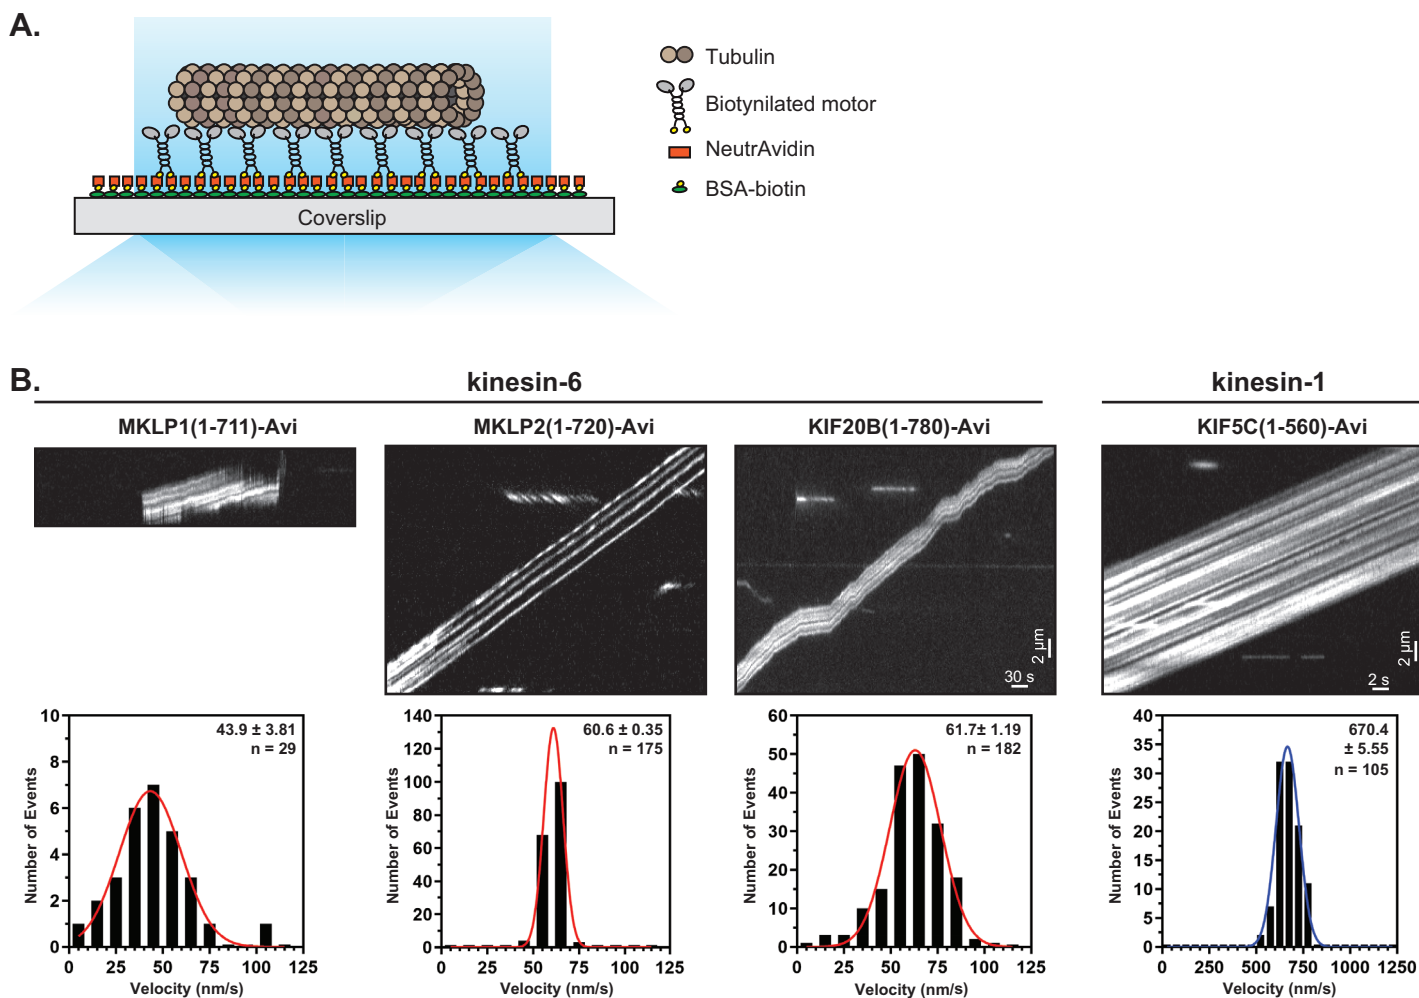 A.
Tubulin
Biotynilated motor
NeutrAvidin
BSA-biotin
Coverslip
B.
kinesin-6
kinesin-1
MKLP1(1-711)-Avi
MKLP2(1-720)-Avi
KIF20B(1-780)-Avi
KIF5C(1-560)-Avi
2 µm
30 s
2 µm
2 s
10
8
6
4
2
0
Number of Events
43.9 ± 3.81
n = 29
0 25 50 75 100 125
Velocity (nm/s)
140
120
100
80
60
40
20
0
Number of Events
60.6 ± 0.35
n = 175
0 25 50 75 100 125
Velocity (nm/s)
60
50
40
30
20
10
0
Number of Events
61.7± 1.19
n = 182
0 25 50 75 100 125
Velocity (nm/s)
40
35
30
25
20
15
10
5
0
Number of Events
670.4
± 5.55
n = 105
0 250 500 750 1000 1250
Velocity (nm/s)